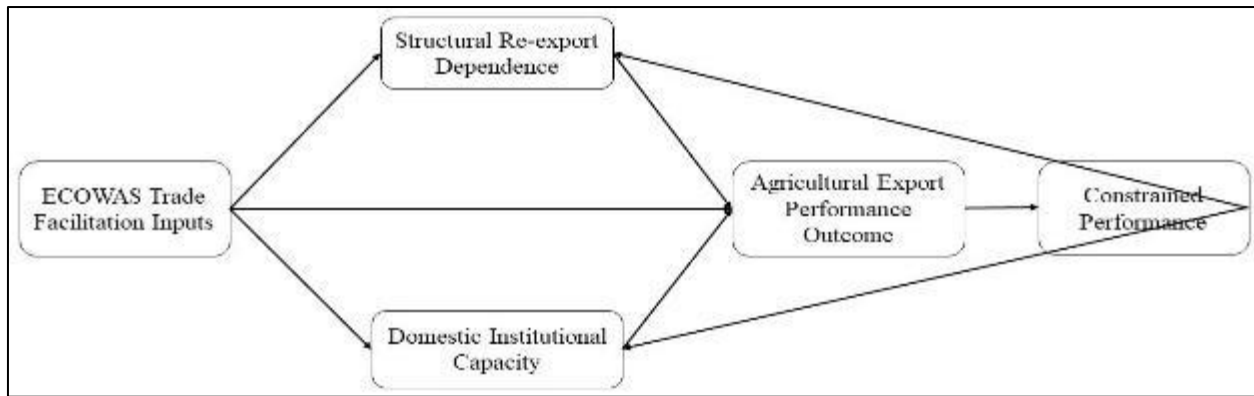 Structural Re-export
Dependence
ECOWAS Trade
Facilitation Inputs
Agricultural Export
Performance
Outcome
Constrained
Performance
Domestic Institutional
Capacity